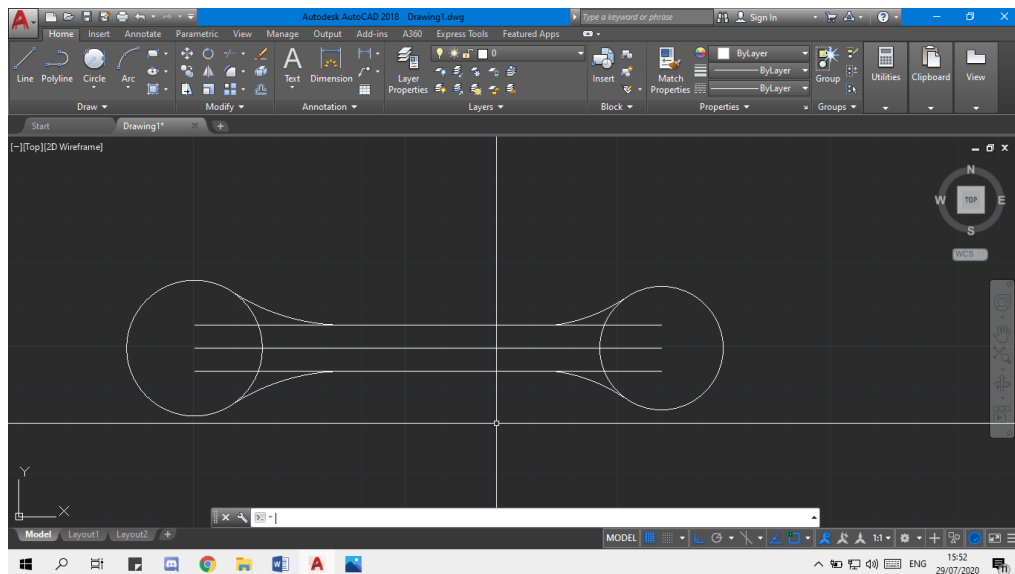 Autodesk AutoCAD 2018 Drawing1.dwg
Type a keyword or phrase
Sign In
Home Insert Annotate Parametric View Manage Output Add-ins A360 Express Tools Featured Apps
0
ByLayer
ByLayer
ByLayer
Line Polyline Circle Arc
Text Dimension
Layer Properties
Insert
Match Properties
Group
Utilities
Clipboard
View
Draw Modify Annotation Layers Block Properties Groups
Start Drawing1* +
[−][Top][2D Wireframe]
N
W TOP E
S
WCS
Y
X
Model Layout1 Layout2 +
MODEL 1:1
ENG
15:52
29/07/2020